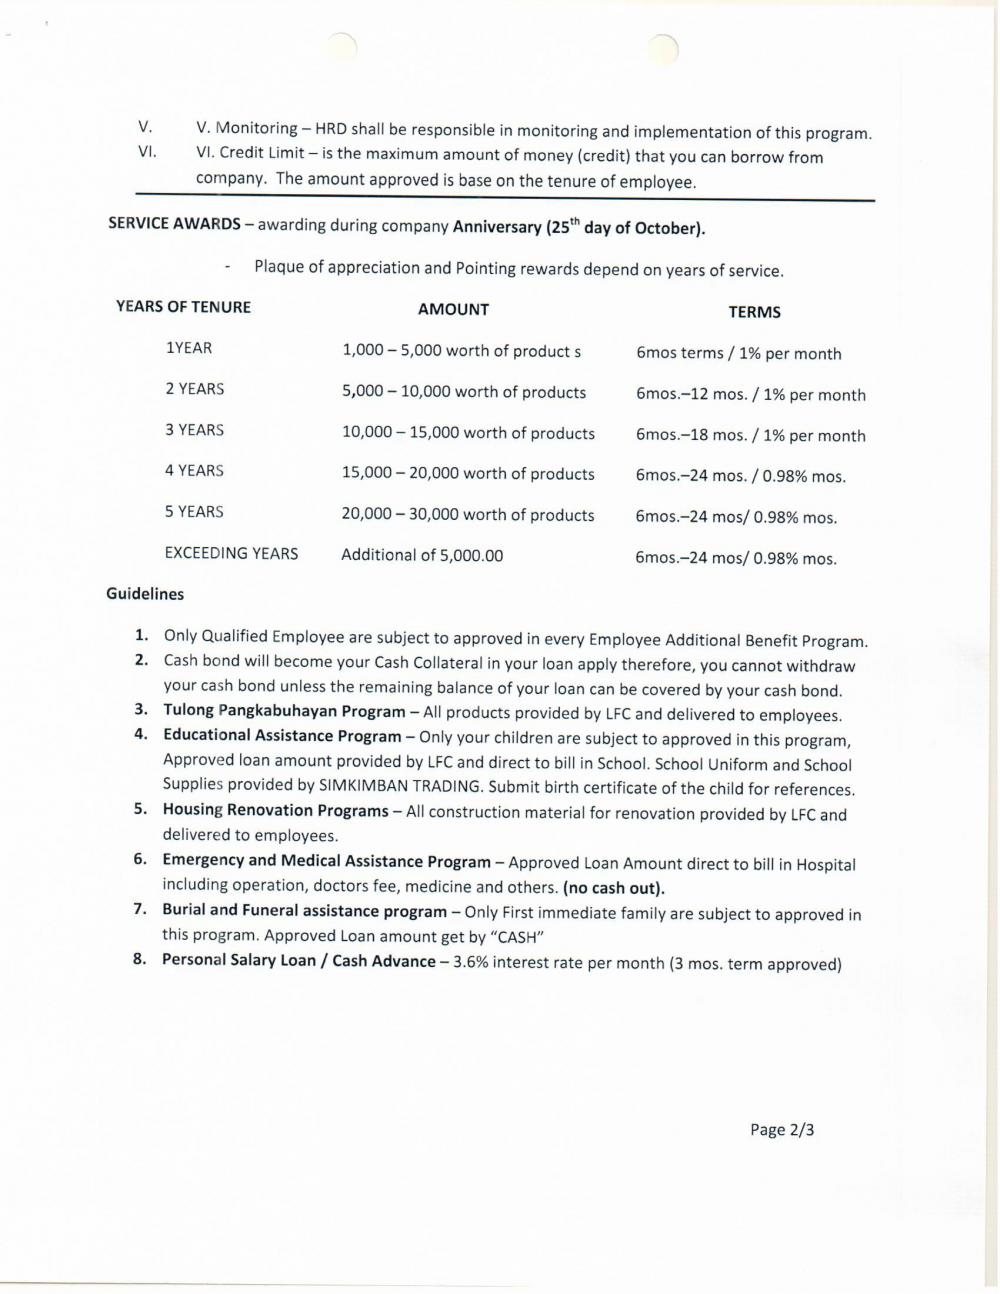 V. V. Monitoring – HRD shall be responsible in monitoring and implementation of this program.
VI. VI. Credit Limit – is the maximum amount of money (credit) that you can borrow from
company. The amount approved is base on the tenure of employee.
SERVICE AWARDS – awarding during company Anniversary (25th day of October).
- Plaque of appreciation and Pointing rewards depend on years of service.
YEARS OF TENURE AMOUNT TERMS
1YEAR 1,000 – 5,000 worth of product s 6mos terms / 1% per month
2 YEARS 5,000 – 10,000 worth of products 6mos.–12 mos. / 1% per month
3 YEARS 10,000 – 15,000 worth of products 6mos.–18 mos. / 1% per month
4 YEARS 15,000 – 20,000 worth of products 6mos.–24 mos. / 0.98% mos.
5 YEARS 20,000 – 30,000 worth of products 6mos.–24 mos/ 0.98% mos.
EXCEEDING YEARS Additional of 5,000.00 6mos.–24 mos/ 0.98% mos.
Guidelines
1. Only Qualified Employee are subject to approved in every Employee Additional Benefit Program.
2. Cash bond will become your Cash Collateral in your loan apply therefore, you cannot withdraw
your cash bond unless the remaining balance of your loan can be covered by your cash bond.
3. Tulong Pangkabuhayan Program – All products provided by LFC and delivered to employees.
4. Educational Assistance Program – Only your children are subject to approved in this program,
Approved loan amount provided by LFC and direct to bill in School. School Uniform and School
Supplies provided by SIMKIMBAN TRADING. Submit birth certificate of the child for references.
5. Housing Renovation Programs – All construction material for renovation provided by LFC and
delivered to employees.
6. Emergency and Medical Assistance Program – Approved Loan Amount direct to bill in Hospital
including operation, doctors fee, medicine and others. (no cash out).
7. Burial and Funeral assistance program – Only First immediate family are subject to approved in
this program. Approved Loan amount get by “CASH”
8. Personal Salary Loan / Cash Advance – 3.6% interest rate per month (3 mos. term approved)
Page 2/3